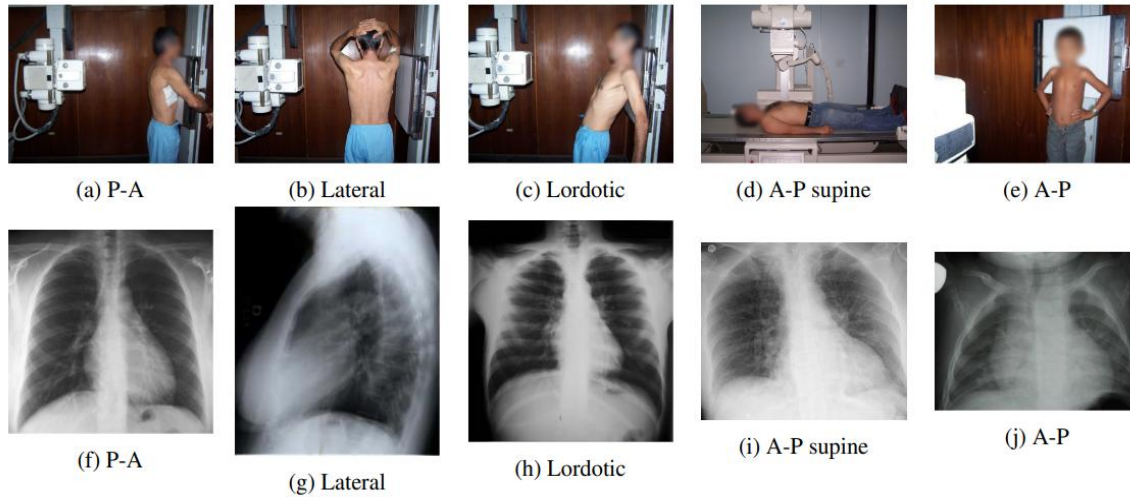 (a) P-A
(b) Lateral
(c) Lordotic
(d) A-P supine
(e) A-P
(f) P-A
(g) Lateral
(h) Lordotic
(i) A-P supine
(j) A-P